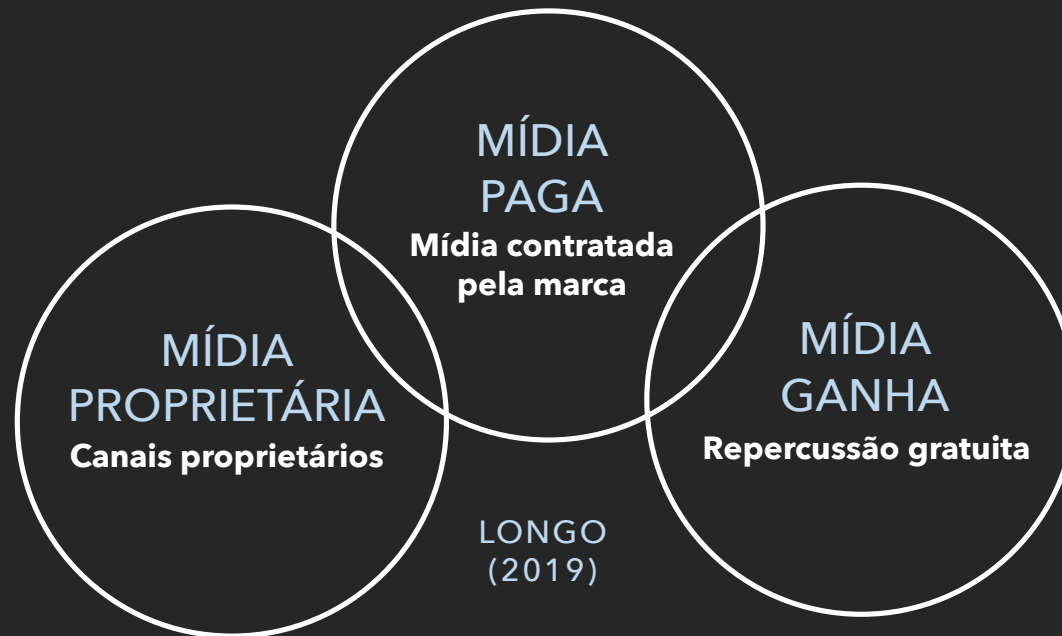 MÍDIA
PAGA
Mídia contratada
pela marca
MÍDIA
PROPRIETÁRIA
Canais proprietários
MÍDIA
GANHA
Repercussão gratuita
LONGO
(2019)